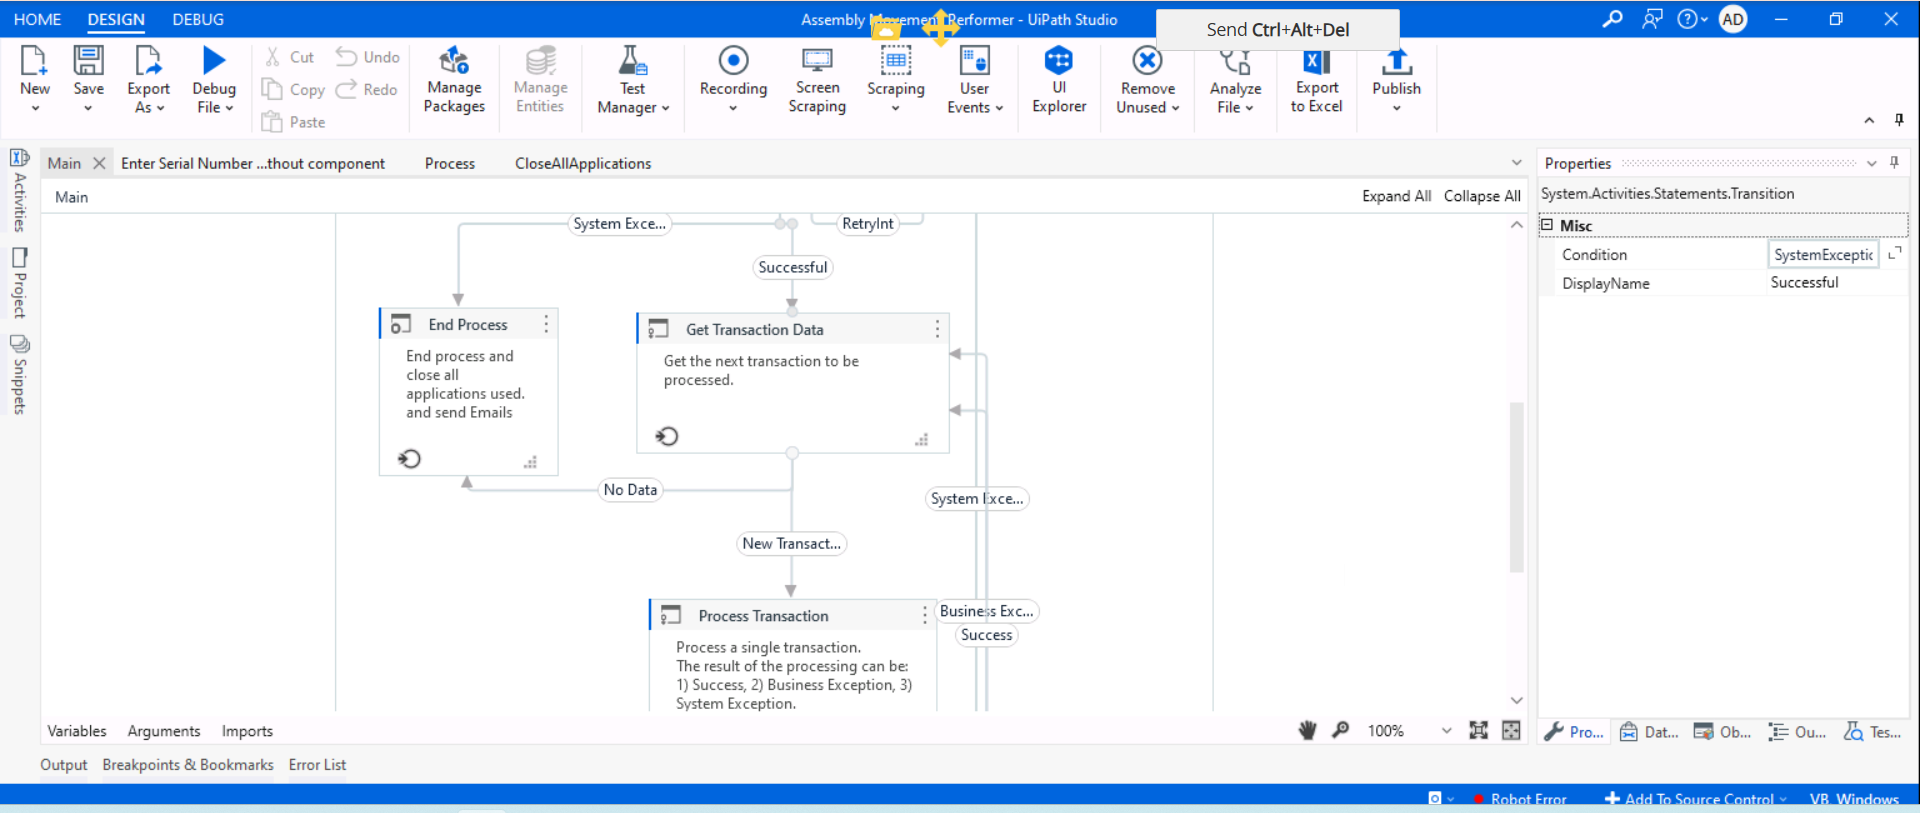 HOME DESIGN DEBUG
Assembly Movement Performer - UiPath Studio
Send Ctrl+Alt+Del
AD
New
Save
Export
As
Debug
File
Cut
Copy
Paste
Undo
Redo
Manage
Packages
Manage
Entities
Test
Manager
Recording
Screen
Scraping
Scraping
User
Events
UI
Explorer
Remove
Unused
Analyze
File
Export
to Excel
Publish
Activities
Project
Snippets
Main
Enter Serial Number ...thout component
Process
CloseAllApplications
Main
Expand All Collapse All
System Exce...
RetryInt
Successful
End Process
End process and
close all
applications used.
and send Emails
Get Transaction Data
Get the next transaction to be
processed.
No Data
System Exce...
New Transact...
Process Transaction
Process a single transaction.
The result of the processing can be:
1) Success, 2) Business Exception, 3)
System Exception.
Business Exc...
Success
Properties
System.Activities.Statements.Transition
Misc
Condition
SystemExceptic
DisplayName
Successful
Variables Arguments Imports
100%
Pro... Dat... Ob... Ou... Tes...
Output Breakpoints & Bookmarks Error List
Robot Error
Add To Source Control
VB, Windows